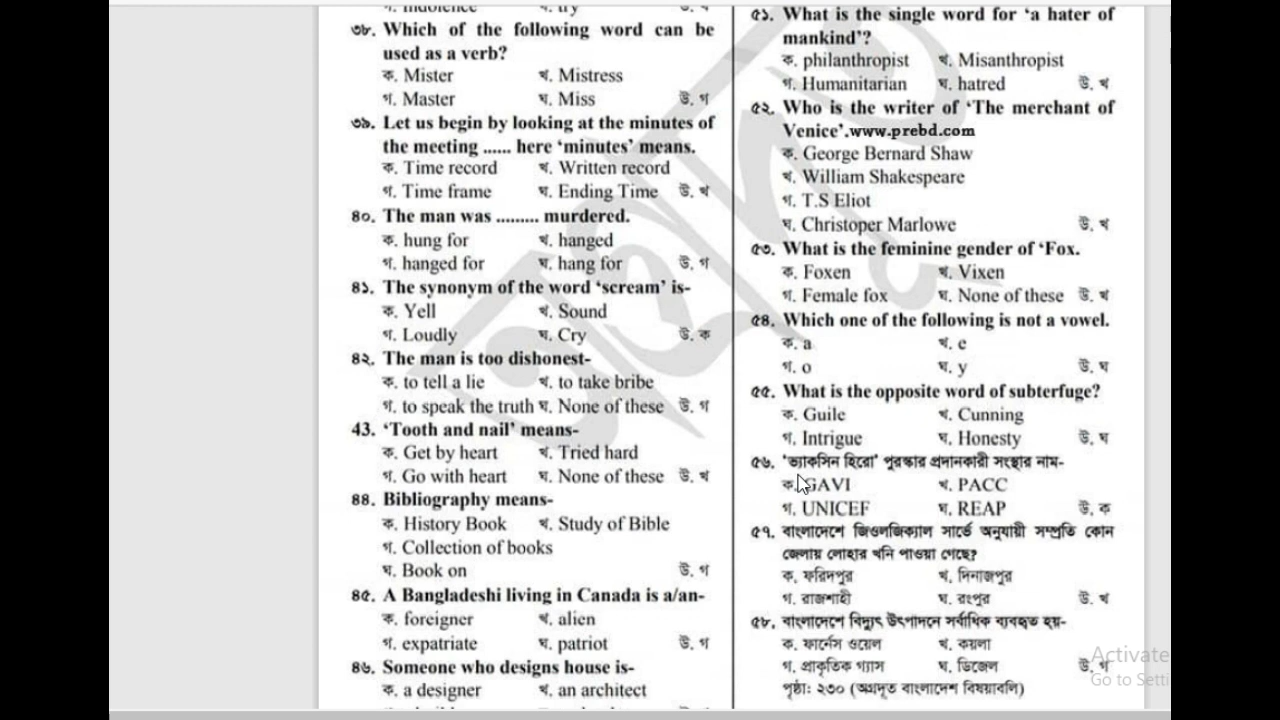 গ. Indolence    খ. try    উ. খ
৩৮. Which of the following word can be
used as a verb?
ক. Mister    খ. Mistress
গ. Master    ঘ. Miss    উ. গ
৩৯. Let us begin by looking at the minutes of
the meeting ...... here ‘minutes’ means.
ক. Time record    খ. Written record
গ. Time frame    ঘ. Ending Time    উ. খ
৪০. The man was ......... murdered.
ক. hung for    খ. hanged
গ. hanged for    ঘ. hang for    উ. গ
৪১. The synonym of the word ‘scream’ is-
ক. Yell    খ. Sound
গ. Loudly    ঘ. Cry    উ. ক
৪২. The man is too dishonest-
ক. to tell a lie    খ. to take bribe
গ. to speak the truth ঘ. None of these    উ. গ
43. ‘Tooth and nail’ means-
ক. Get by heart    খ. Tried hard
গ. Go with heart    ঘ. None of these    উ. খ
৪৪. Bibliography means-
ক. History Book    খ. Study of Bible
গ. Collection of books
ঘ. Book on    উ. গ
৪৫. A Bangladeshi living in Canada is a/an-
ক. foreigner    খ. alien
গ. expatriate    ঘ. patriot    উ. গ
৪৬. Someone who designs house is-
ক. a designer    খ. an architect
৫১. What is the single word for ‘a hater of
mankind’?
ক. philanthropist    খ. Misanthropist
গ. Humanitarian    ঘ. hatred    উ. খ
৫২. Who is the writer of ‘The merchant of
Venice’.www.prebd.com
ক. George Bernard Shaw
খ. William Shakespeare
গ. T.S Eliot
ঘ. Christoper Marlowe    উ. খ
৫৩. What is the feminine gender of ‘Fox.
ক. Foxen    খ. Vixen
গ. Female fox    ঘ. None of these    উ. খ
৫৪. Which one of the following is not a vowel.
ক. a    খ. e
গ. o    ঘ. y    উ. ঘ
৫৫. What is the opposite word of subterfuge?
ক. Guile    খ. Cunning
গ. Intrigue    ঘ. Honesty    উ. ঘ
৫৬. ‘ভ্যাকসিন হিরো’ পুরস্কার প্রদানকারী সংস্থার নাম-
ক. GAVI    খ. PACC
গ. UNICEF    ঘ. REAP    উ. ক
৫৭. বাংলাদেশে জিওলজিক্যাল সার্ভে অনুযায়ী সম্প্রতি কোন
জেলায় লোহার খনি পাওয়া গেছে?
ক. ফরিদপুর    খ. দিনাজপুর
গ. রাজশাহী    ঘ. রংপুর    উ. খ
৫৮. বাংলাদেশে বিদ্যুৎ উৎপাদনে সর্বাধিক ব্যবহৃত হয়-
ক. ফার্নেস ওয়েল    খ. কয়লা
গ. প্রাকৃতিক গ্যাস    ঘ. ডিজেল    উ. গ
পৃষ্ঠা: ২৩০ (অগ্রদূত বাংলাদেশ বিষয়াবলি)
Activate
Go to Setti